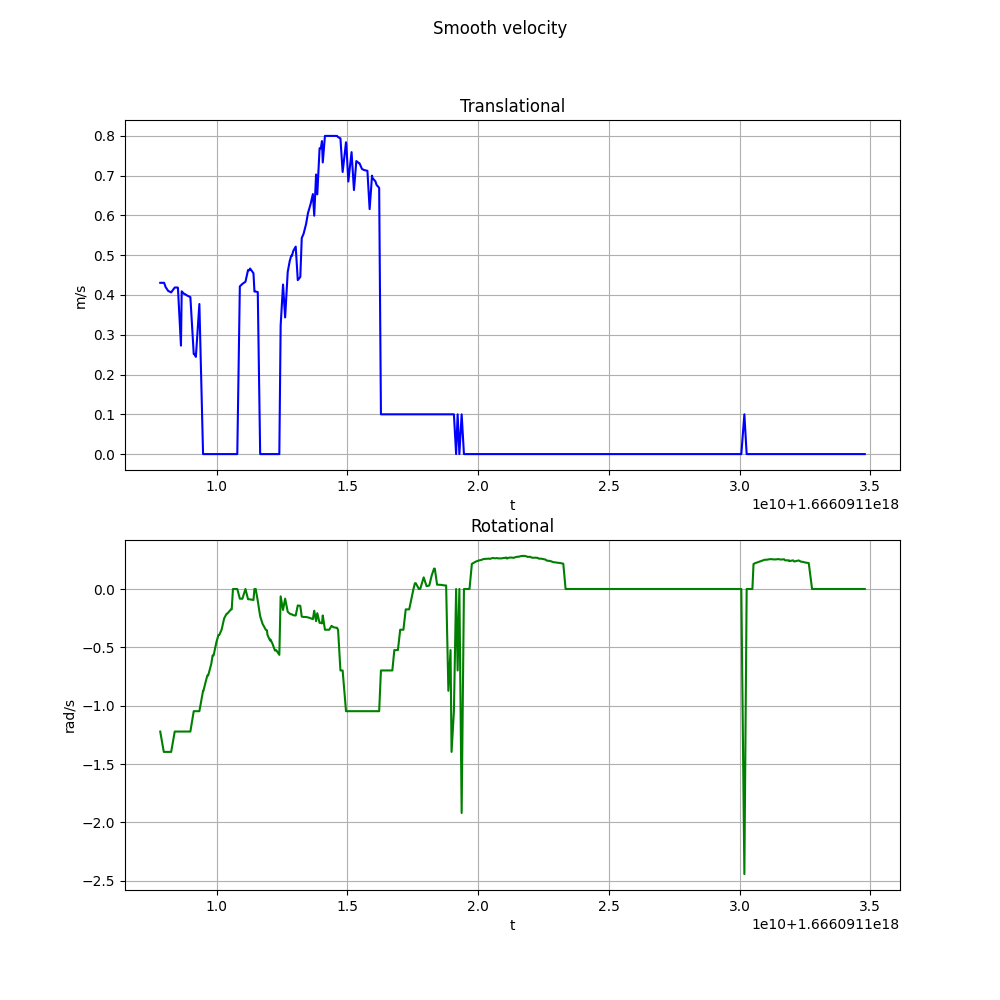 Smooth velocity
Translational
0.8
0.7
0.6
0.5
0.4
0.3
0.2
0.1
0.0
m/s
1.0 1.5 2.0 2.5 3.0 3.5
t
1e10+1.6660911e18
Rotational
0.0
−0.5
−1.0
−1.5
−2.0
−2.5
rad/s
1.0 1.5 2.0 2.5 3.0 3.5
t
1e10+1.6660911e18